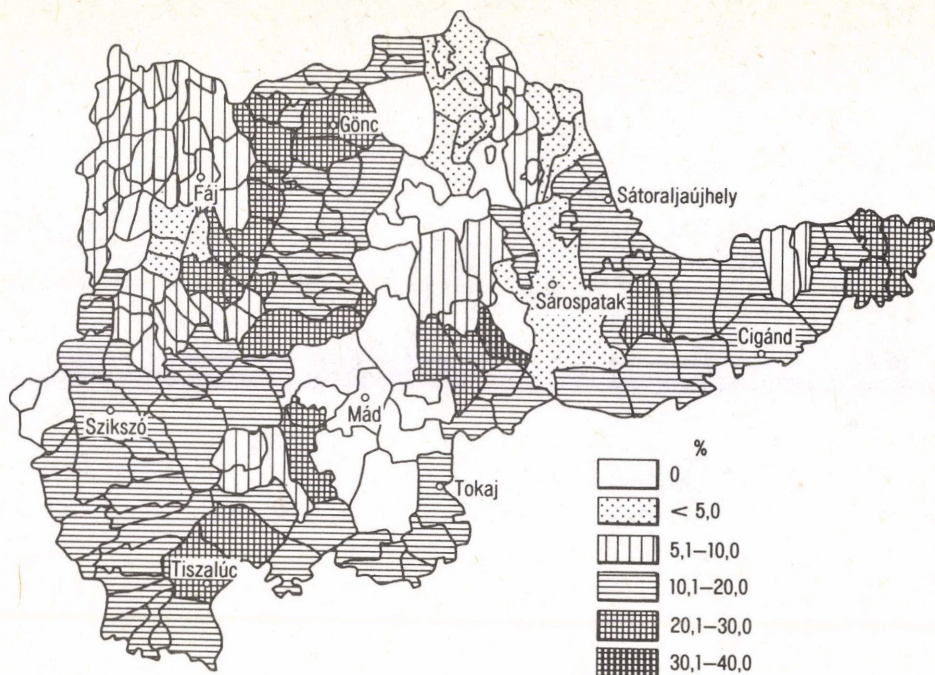 Gönc
Fáj
Sátoraljaújhely
Sárospatak
Cigánd
Mád
Szikszó
Tokaj
Tiszalúc
%
0
< 5,0
5,1—10,0
10,1—20,0
20,1—30,0
30,1—40,0